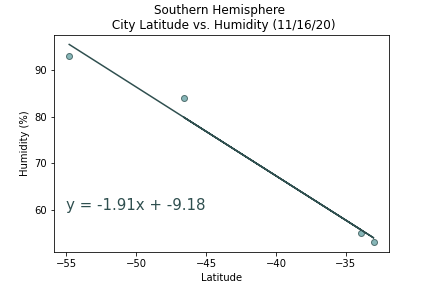 Southern Hemisphere
City Latitude vs. Humidity (11/16/20)
Humidity (%)
90
80
70
60
y = -1.91x + -9.18
−55
−50
−45
−40
−35
Latitude